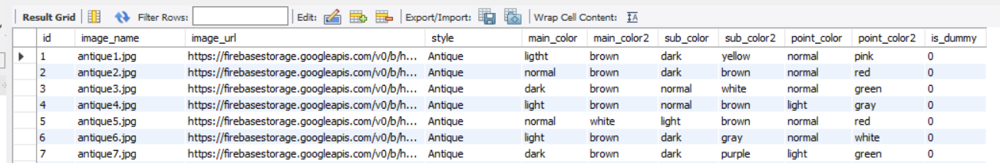 Result Grid Filter Rows: Edit: Export/Import: Wrap Cell Content:
id image_name image_url style main_color main_color2 sub_color sub_color2 point_color point_color2 is_dummy
1 antique1.jpg https://firebasestorage.googleapis.com/v0/b/h... Antique ligtht brown dark yellow normal pink 0
2 antique2.jpg https://firebasestorage.googleapis.com/v0/b/h... Antique normal brown dark brown normal red 0
3 antique3.jpg https://firebasestorage.googleapis.com/v0/b/h... Antique dark brown normal white normal green 0
4 antique4.jpg https://firebasestorage.googleapis.com/v0/b/h... Antique light brown normal brown light gray 0
5 antique5.jpg https://firebasestorage.googleapis.com/v0/b/h... Antique normal white light brown normal red 0
6 antique6.jpg https://firebasestorage.googleapis.com/v0/b/h... Antique light brown dark gray normal white 0
7 antique7.jpg https://firebasestorage.googleapis.com/v0/b/h... Antique dark brown dark purple light green 0